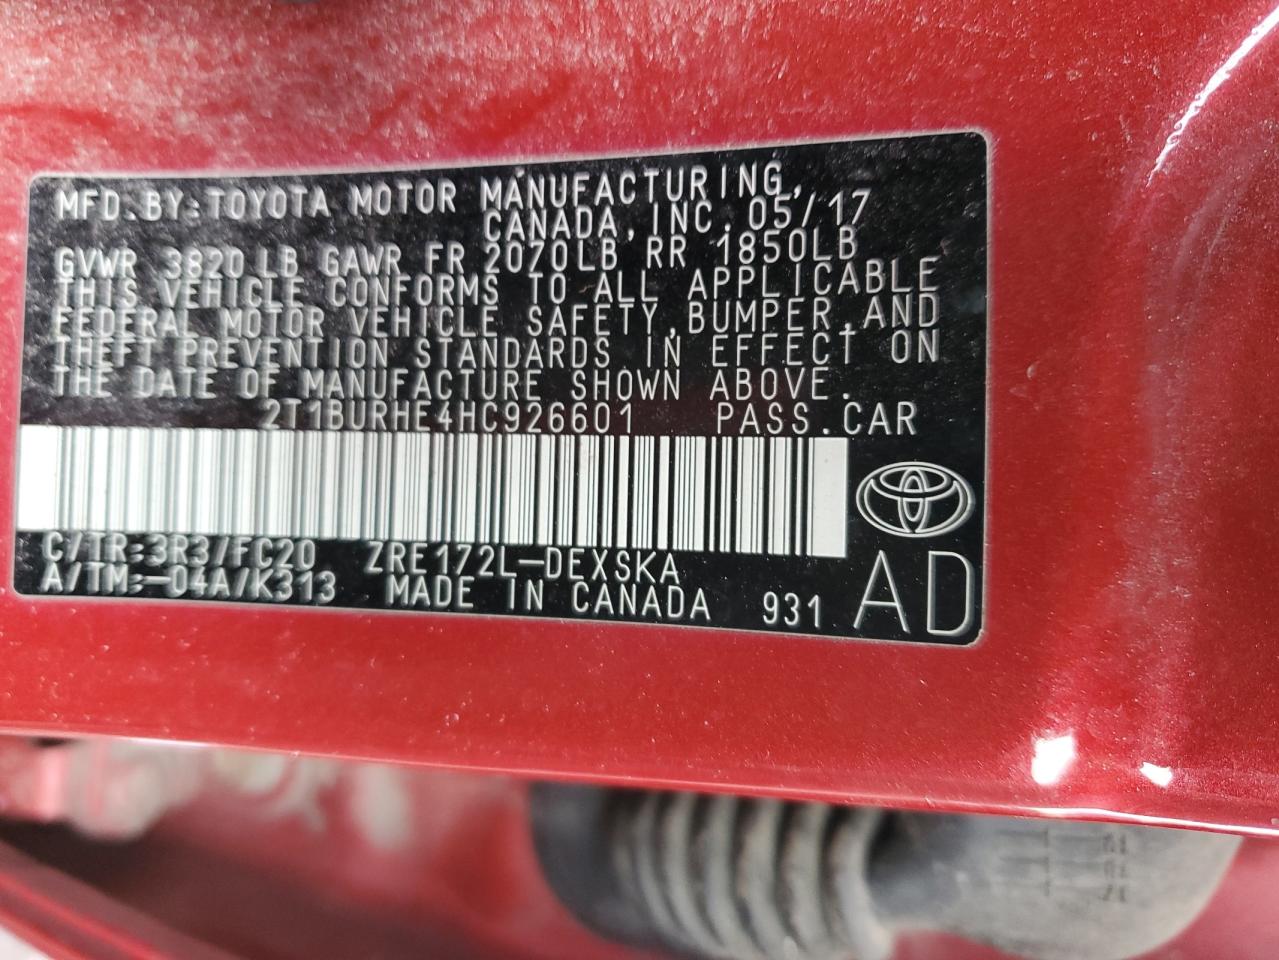 MFD.BY:TOYOTA MOTOR MANUFACTURING,
CANADA,INC.05/17
GVWR 3820LB GAWR FR 2070LB RR 1850LB
THIS VEHICLE CONFORMS TO ALL APPLICABLE
FEDERAL MOTOR VEHICLE SAFETY,BUMPER,AND
THEFT PREVENTION STANDARDS IN EFFECT ON
THE DATE OF MANUFACTURE SHOWN ABOVE.
2T1BURHE4HC926601 PASS.CAR
C/TR:3R3/FC20 ZRE172L-DEXSKA
A/TM:-04A/K313 MADE IN CANADA 931 AD